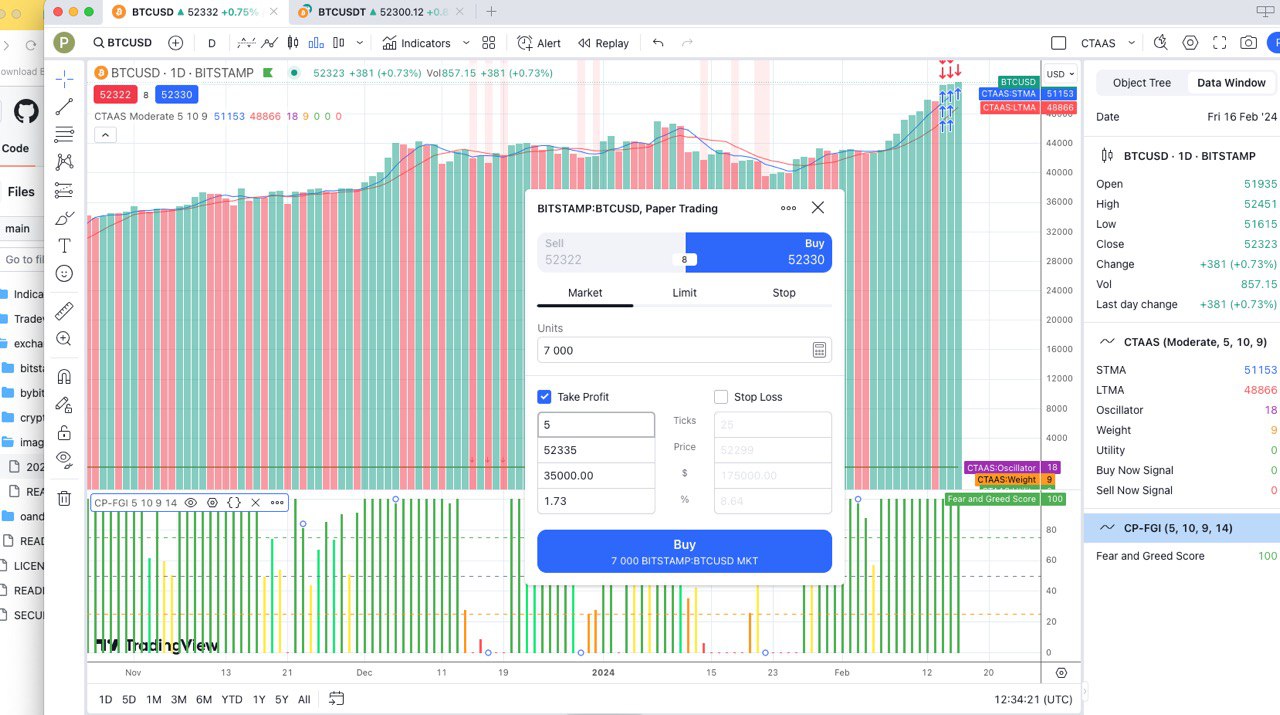 BTCUSD ▲ 52332 +0.75%
BTCUSDT ▲ 52300.12 +0.8
P
BTCUSD
D
Indicators
Alert
Replay
CTAAS
ownload
Code
Files
main
Go to fil
Indica
Tradev
exchan
bitsta
bybit
crypt
imag
202
REA
oand
READ
LICEN
READ
SECUR
BTCUSD · 1D · BITSTAMP
52323 +381 (+0.73%) Vol857.15 +381 (+0.73%)
52322 8 52330
CTAAS Moderate 5 10 9 51153 48866 18 9 0 0 0
USD
BTCUSD
CTAAS:STMA 51153
CTAAS:LTMA 48866
48000
44000
40000
36000
32000
28000
24000
20000
16000
12000
8000
4000
CTAAS:Oscillator 18
CTAAS:Weight 9
Fear and Greed Score 100
80
60
40
20
0
CP-FGI 5 10 9 14
TradingView
Nov 13 21 Dec 11 19 2024 15 23 Feb 12 20
1D 5D 1M 3M 6M YTD 1Y 5Y All
12:34:21 (UTC)
BITSTAMP:BTCUSD, Paper Trading
Sell Buy
52322 8 52330
Market Limit Stop
Units
7 000
Take Profit Stop Loss
5 Ticks 25
52335 Price 52299
35000.00 $ 175000.00
1.73 % 8.64
Buy
7 000 BITSTAMP:BTCUSD MKT
Object Tree Data Window
Date Fri 16 Feb '24
BTCUSD · 1D · BITSTAMP
Open 51935
High 52451
Low 51615
Close 52323
Change +381 (+0.73%)
Vol 857.15
Last day change +381 (+0.73%)
CTAAS (Moderate, 5, 10, 9)
STMA 51153
LTMA 48866
Oscillator 18
Weight 9
Utility 0
Buy Now Signal 0
Sell Now Signal 0
CP-FGI (5, 10, 9, 14)
Fear and Greed Score 100